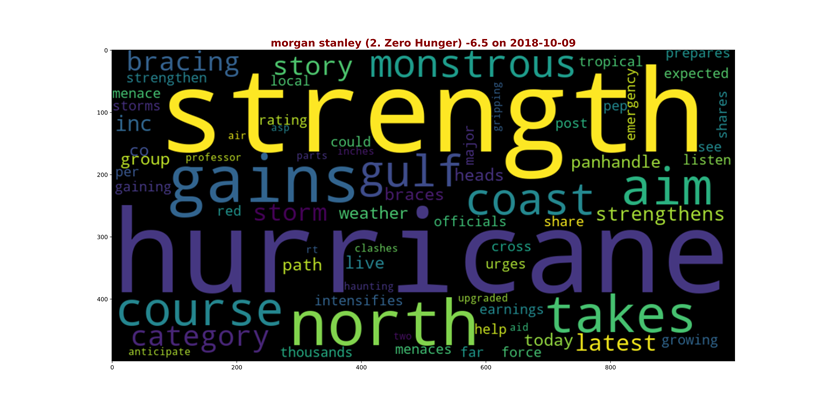 morgan stanley (2. Zero Hunger) -6.5 on 2018-10-09
0
bracing story monstrous tropical prepares
strengthen local gripping emergency expected
menace strength shares
storms rating air asp could post pep
inc major see
co professor parts inches
group gains gulf heads panhandle listen
per coast aim
gaining braces
red storm weather officials share strengthens
100
200
hurricane
rt clashes cross
path live urges
haunting
300
course intensifies upgraded earnings takes
north
400
category two help aid today latest growing
anticipate thousands menaces far force
0 200 400 600 800